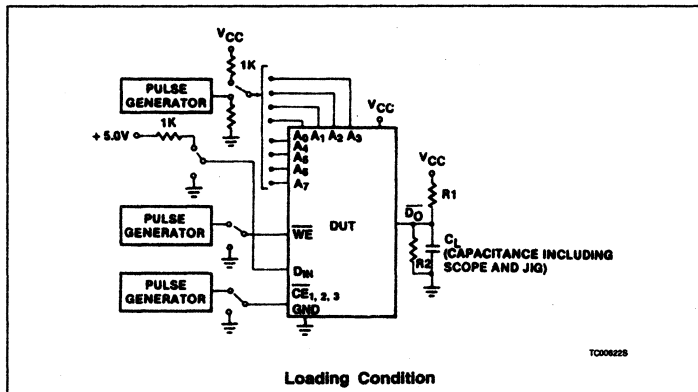 VCC
1K
PULSE
GENERATOR
VCC
1K
+ 5.0V
A0 A1 A2 A3
A4
A5
A6
A7
VCC
R1
DO
DUT
PULSE
GENERATOR
WE
CL
(CAPACITANCE INCLUDING
SCOPE AND JIG)
R2
DIN
PULSE
GENERATOR
CE1, 2, 3
GND
TC00622S
Loading Condition